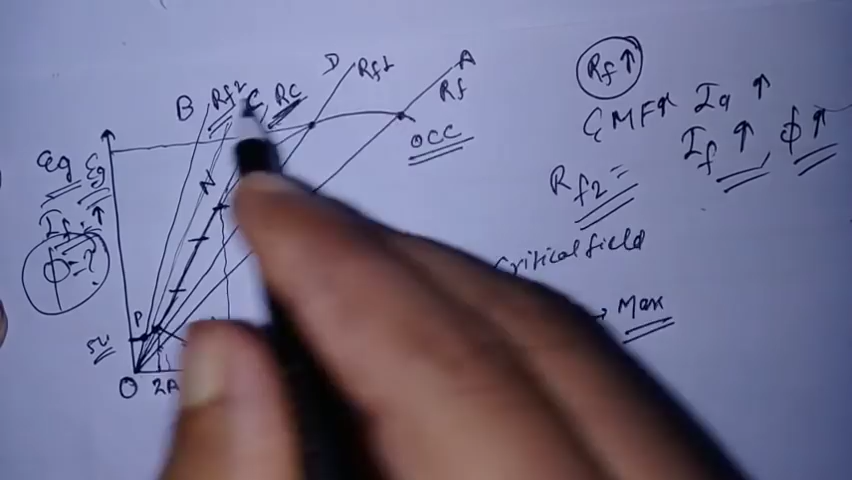 B Rf2 C RC D Rf1 A
Rf
OCC
Eg Eg
If ↑
N
φ=?
P
5V
O 2A
Rf ↑
EMF↑ Ia ↑
If ↑ φ↑
Rf2 =
Critical field
→ Max